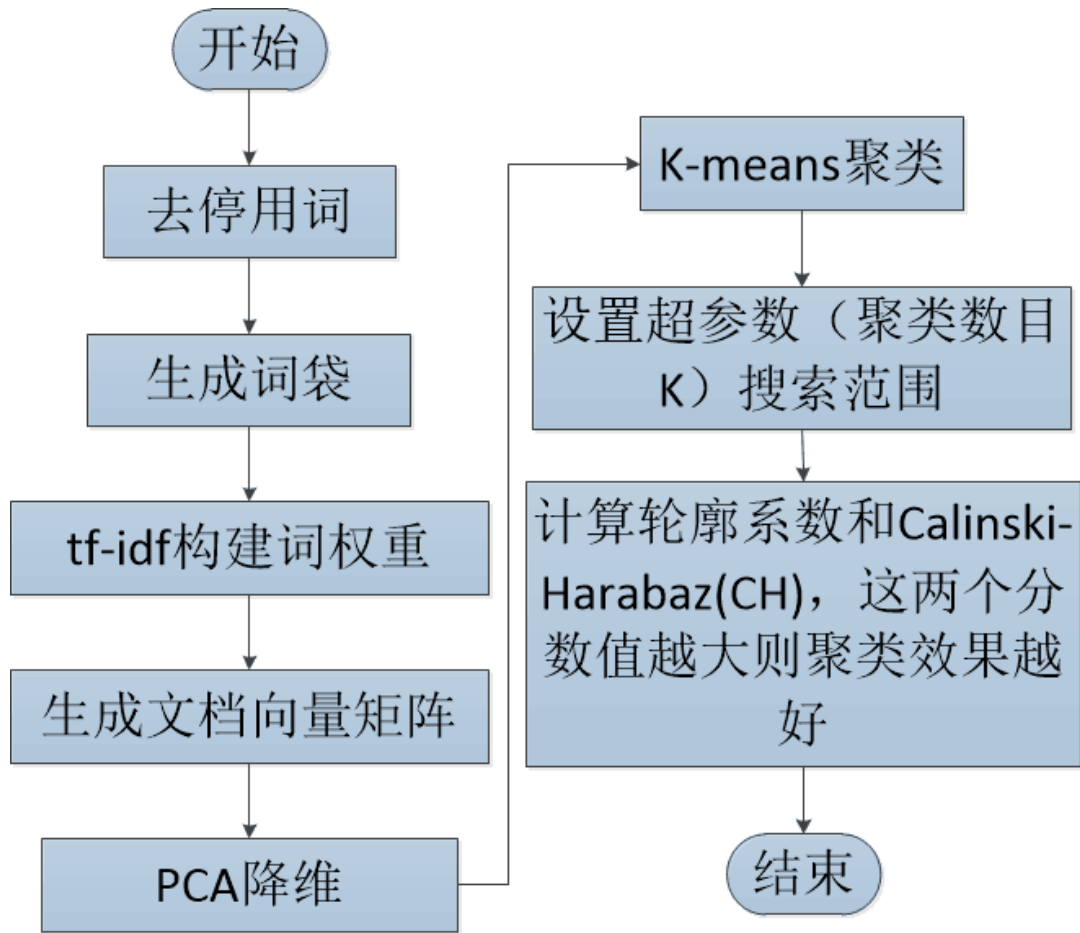 开始
去停用词
生成词袋
tf-idf构建词权重
生成文档向量矩阵
PCA降维
K-means聚类
设置超参数（聚类数目
K）搜索范围
计算轮廓系数和Calinski-
Harabaz(CH)，这两个分
数值越大则聚类效果越
好
结束